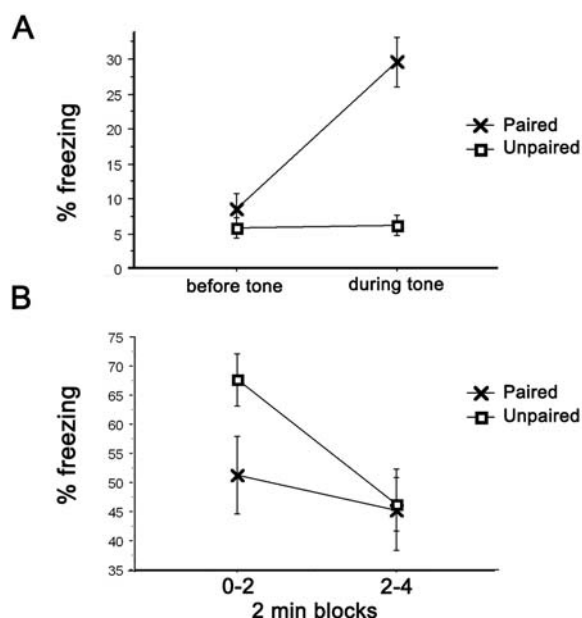 A
% freezing
30
25
20
15
10
5
0
before tone
during tone
Paired
Unpaired
B
% freezing
75
70
65
60
55
50
45
40
35
0-2
2-4
2 min blocks
Paired
Unpaired